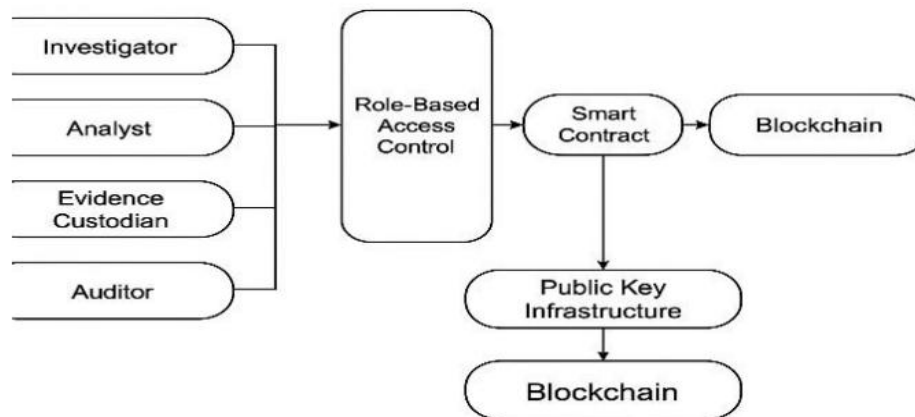 Investigator
Analyst
Evidence
Custodian
Auditor
Role-Based
Access
Control
Smart
Contract
Blockchain
Public Key
Infrastructure
Blockchain